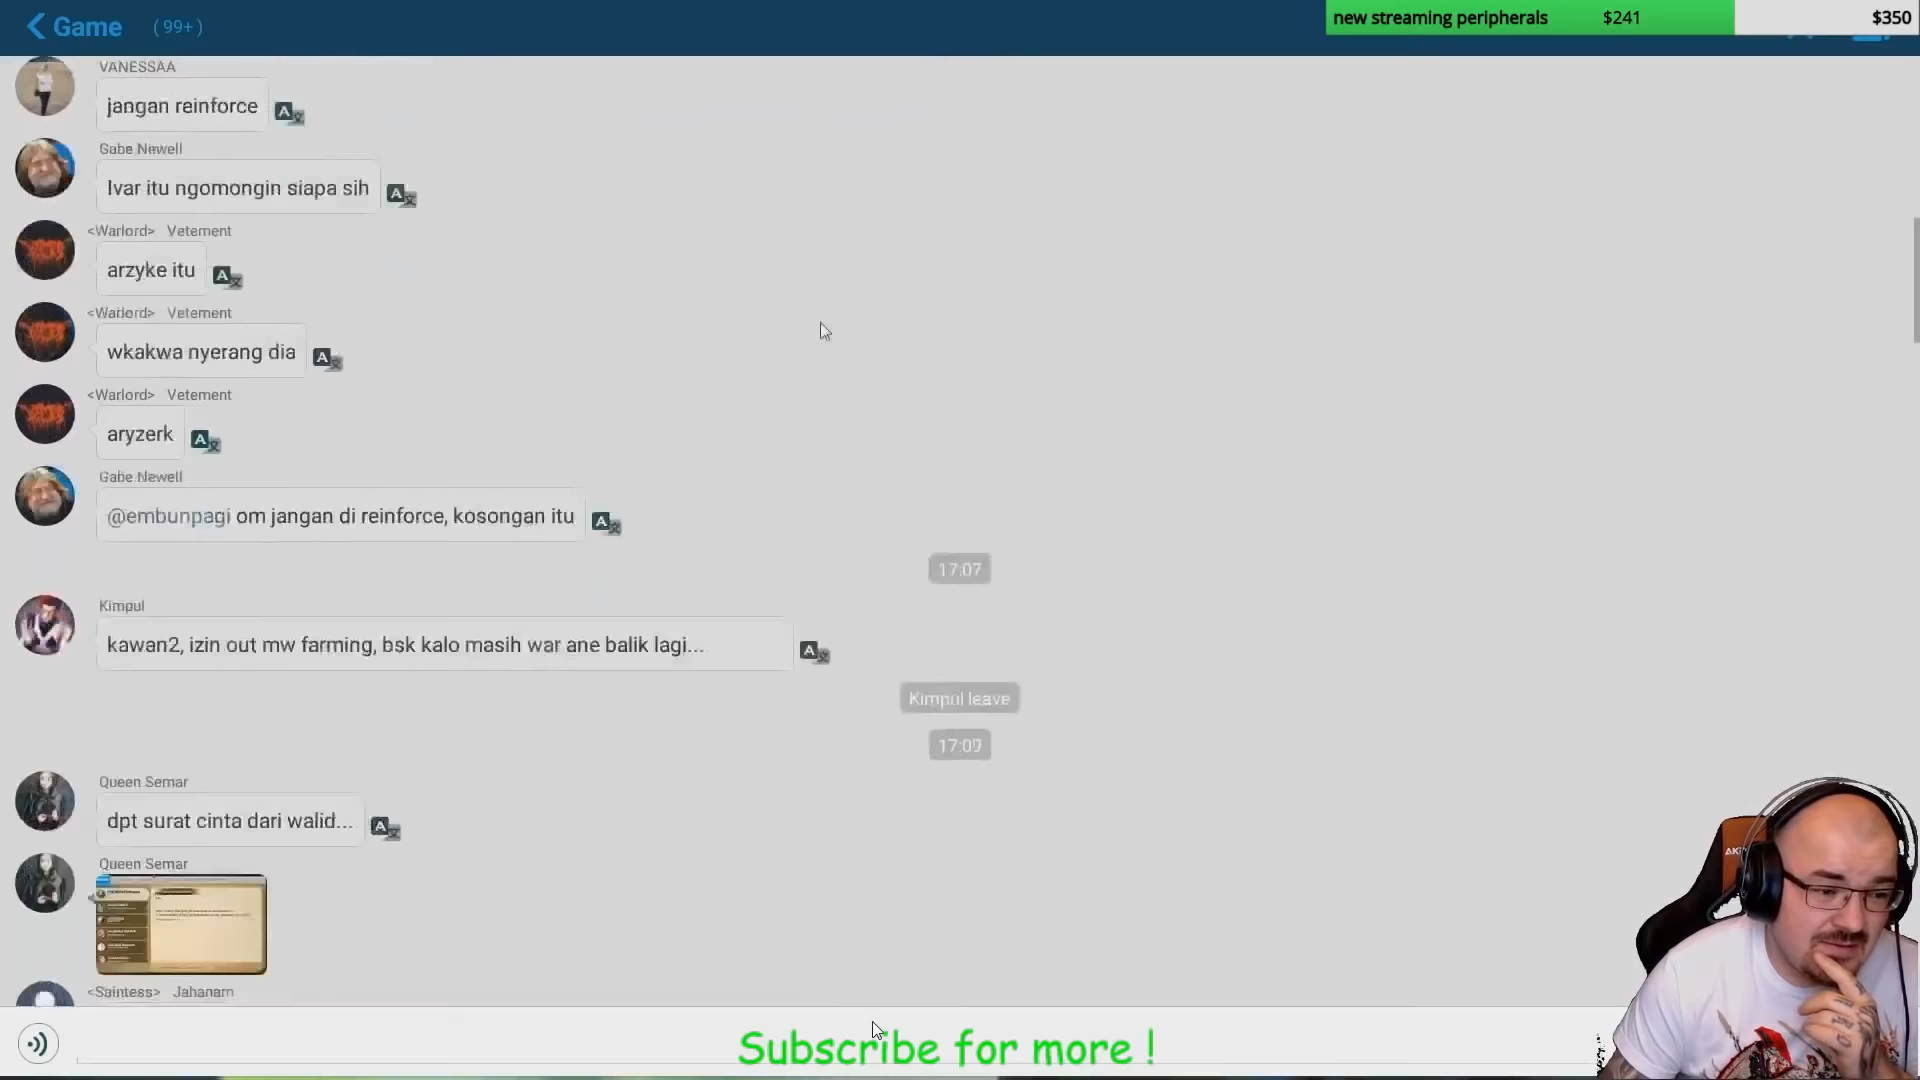 Game (99+)
new streaming peripherals $241 $350
VANESSAA
jangan reinforce
Gabe Newell
Ivar itu ngomongin siapa sih
<Warlord> Vetement
arzyke itu
<Warlord> Vetement
wkakwa nyerang dia
<Warlord> Vetement
aryzerk
Gabe Newell
@embunpagi om jangan di reinforce, kosongan itu
17:07
Kimpul
kawan2, izin out mw farming, bsk kalo masih war ane balik lagi...
Kimpul leave
17:09
Queen Semar
dpt surat cinta dari walid...
Queen Semar
<Saintess> Jahanam
Subscribe for more !